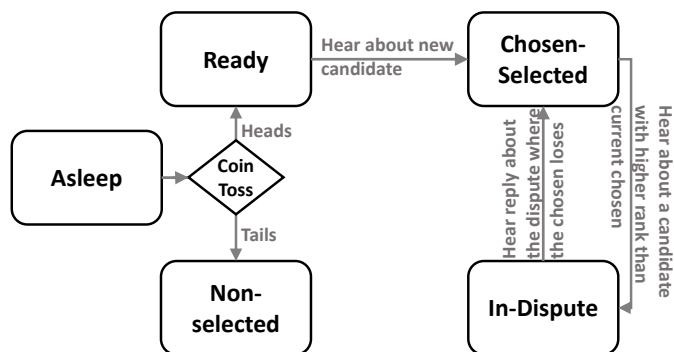 Ready
Hear about new
candidate
Chosen-
Selected
Asleep
Coin
Toss
Heads
Tails
Non-
selected
Hear reply about
the dispute where
the chosen loses
Hear about a candidate
with higher rank than
current chosen
In-Dispute